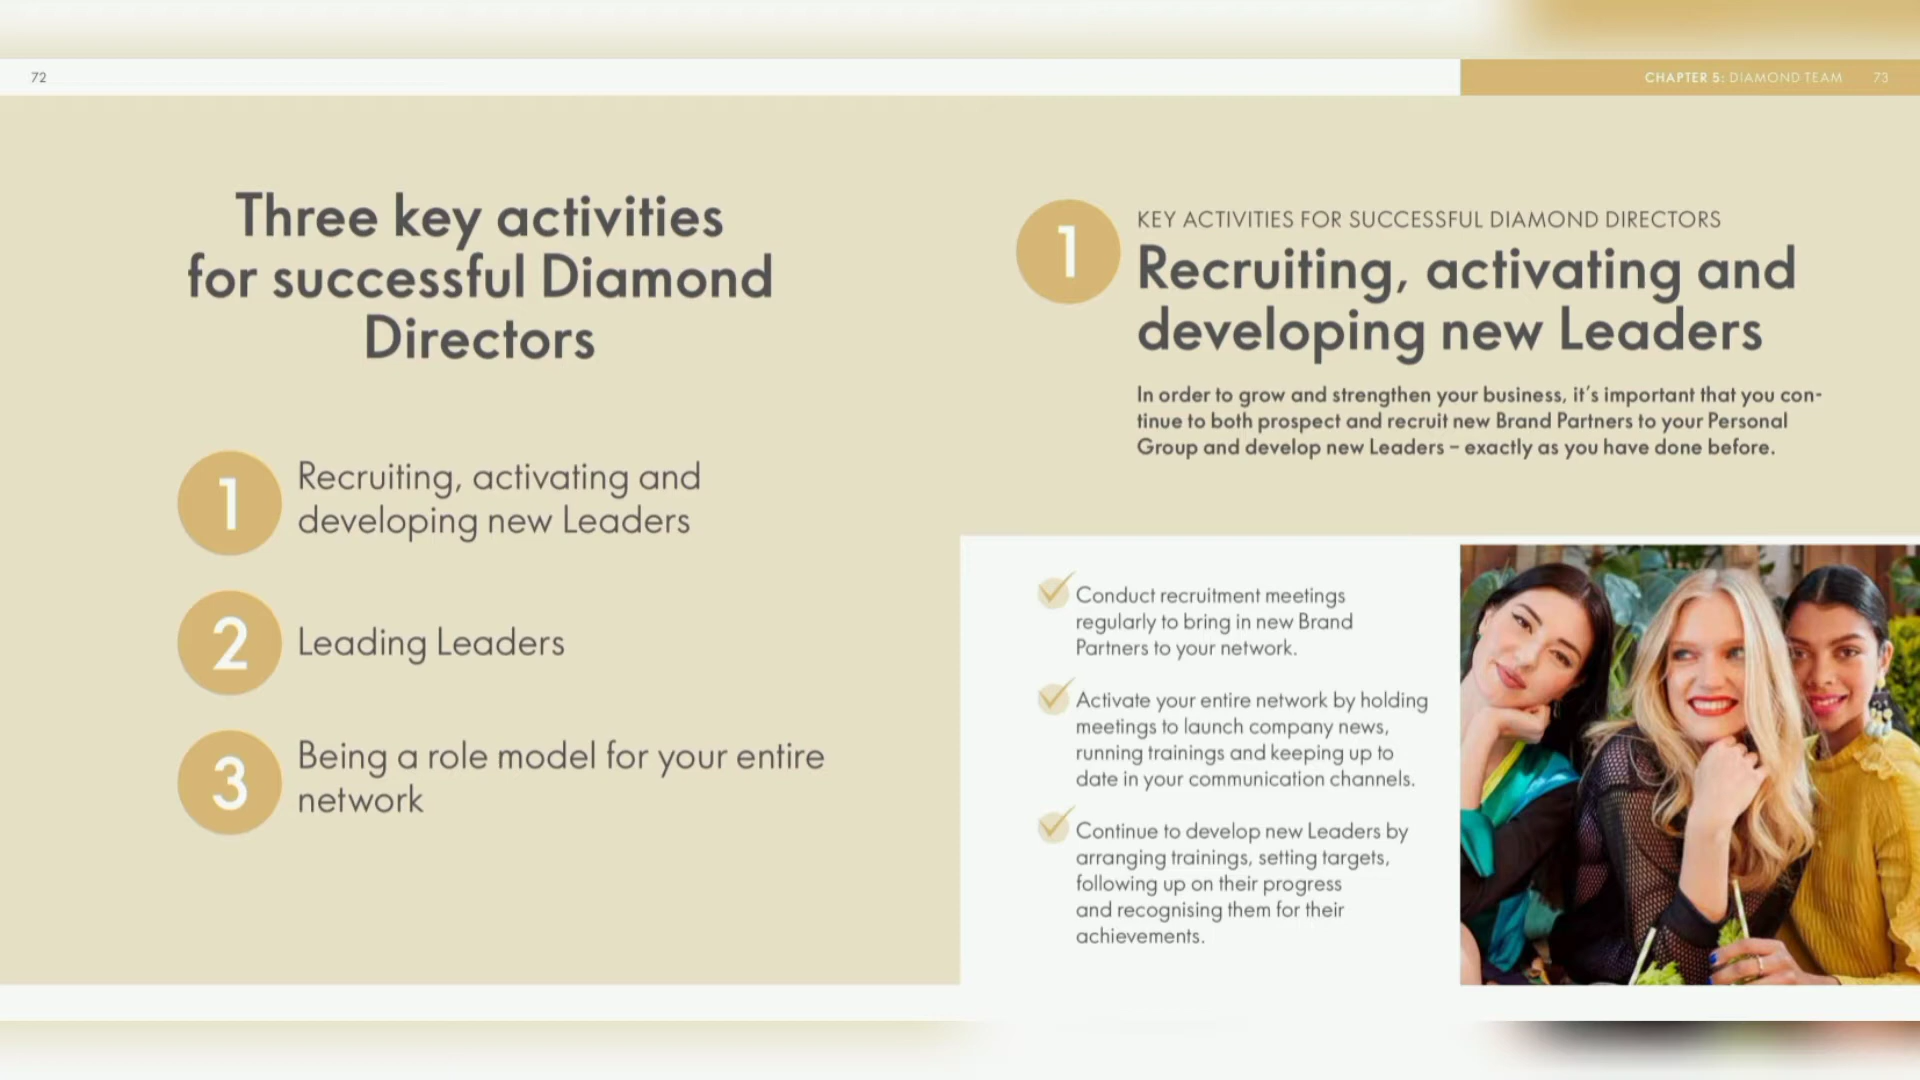 72
CHAPTER 5: DIAMOND TEAM 73
Three key activities
for successful Diamond
Directors
1
Recruiting, activating and
developing new Leaders
2
Leading Leaders
3
Being a role model for your entire
network
1
KEY ACTIVITIES FOR SUCCESSFUL DIAMOND DIRECTORS
Recruiting, activating and
developing new Leaders
In order to grow and strengthen your business, it's important that you con-
tinue to both prospect and recruit new Brand Partners to your Personal
Group and develop new Leaders – exactly as you have done before.
Conduct recruitment meetings
regularly to bring in new Brand
Partners to your network.
Activate your entire network by holding
meetings to launch company news,
running trainings and keeping up to
date in your communication channels.
Continue to develop new Leaders by
arranging trainings, setting targets,
following up on their progress
and recognising them for their
achievements.